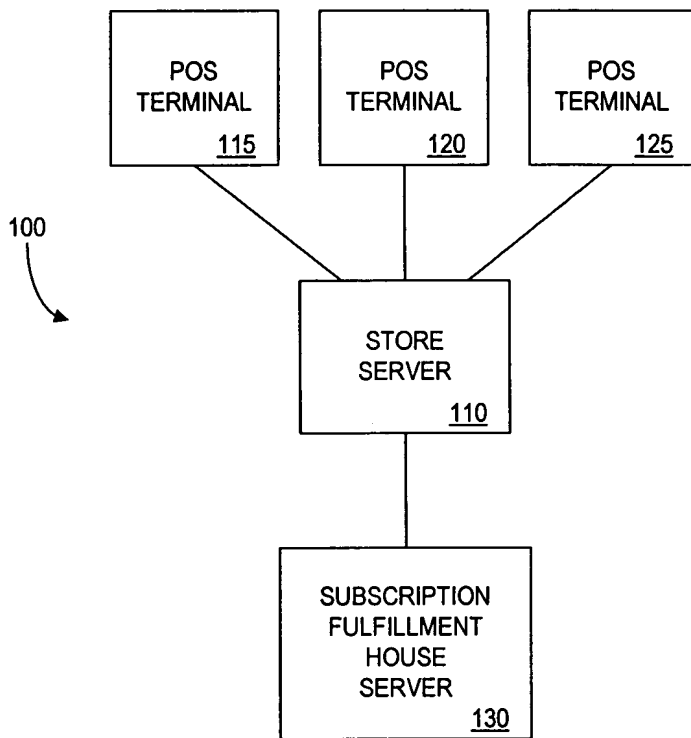 POS
TERMINAL
115
POS
TERMINAL
120
POS
TERMINAL
125
100
STORE
SERVER
110
SUBSCRIPTION
FULFILLMENT
HOUSE
SERVER
130